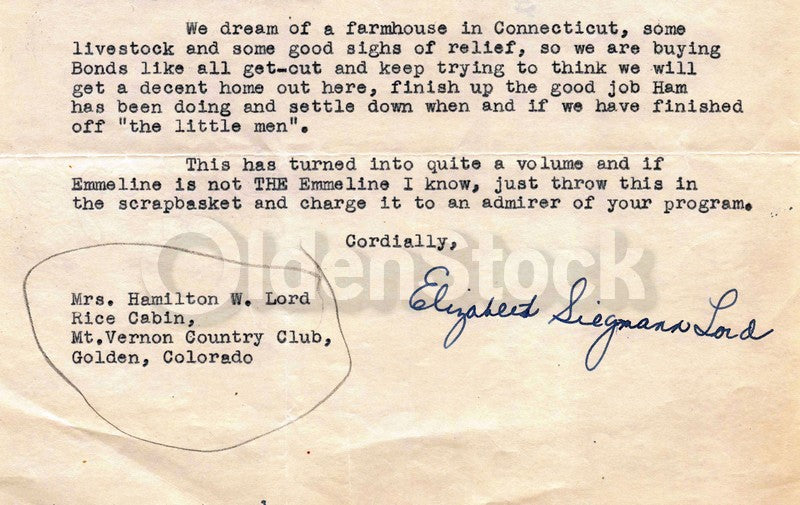 We dream of a farmhouse in Connecticut, some
livestock and some good sighs of relief, so we are buying
Bonds like all get-out and keep trying to think we will
get a decent home out here, finish up the good job Ham
has been doing and settle down when and if we have finished
off "the little men".
This has turned into quite a volume and if
Emmeline is not THE Emmeline I know, just throw this in
the scrapbasket and charge it to an admirer of your program.
Cordially,
OldenStock
Elizabeth Siegmann Lord
Mrs. Hamilton W. Lord
Rice Cabin,
Mt.Vernon Country Club,
Golden, Colorado